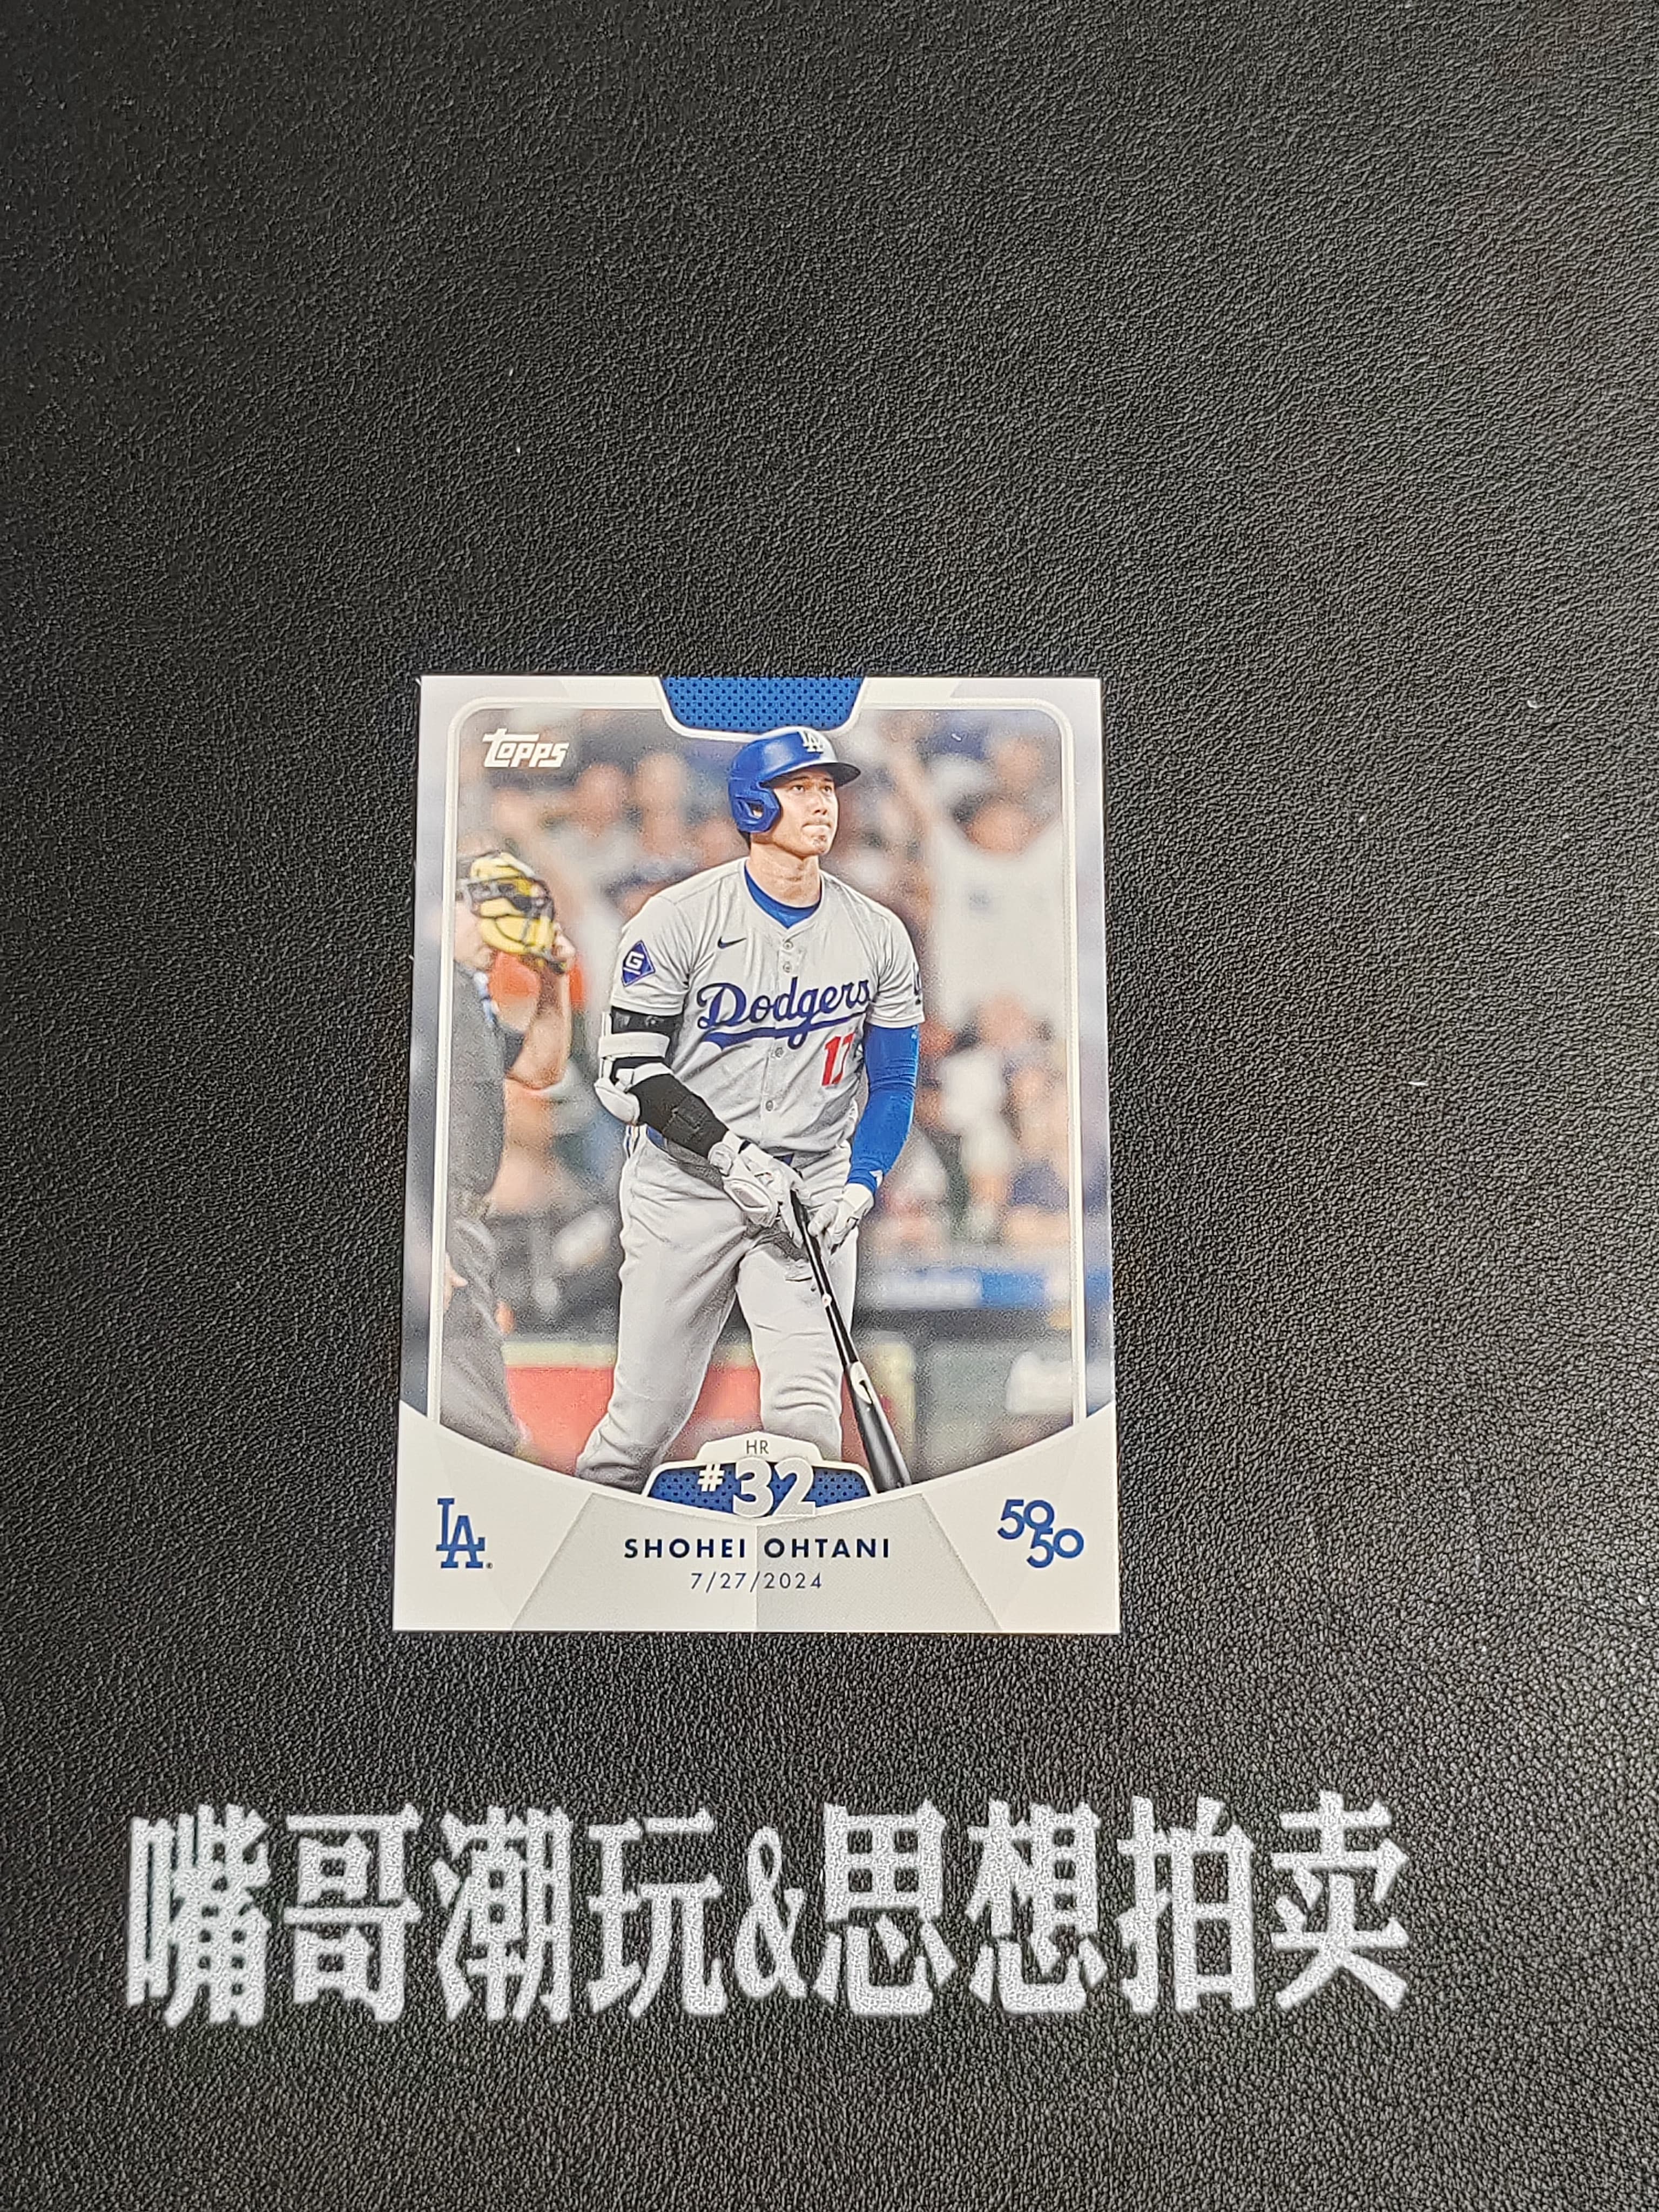 topps
LA
G
Dodgers
17
HR
#32
LA
50
50
SHOHEI OHTANI
7/27/2024
嘴哥潮玩&思想拍卖